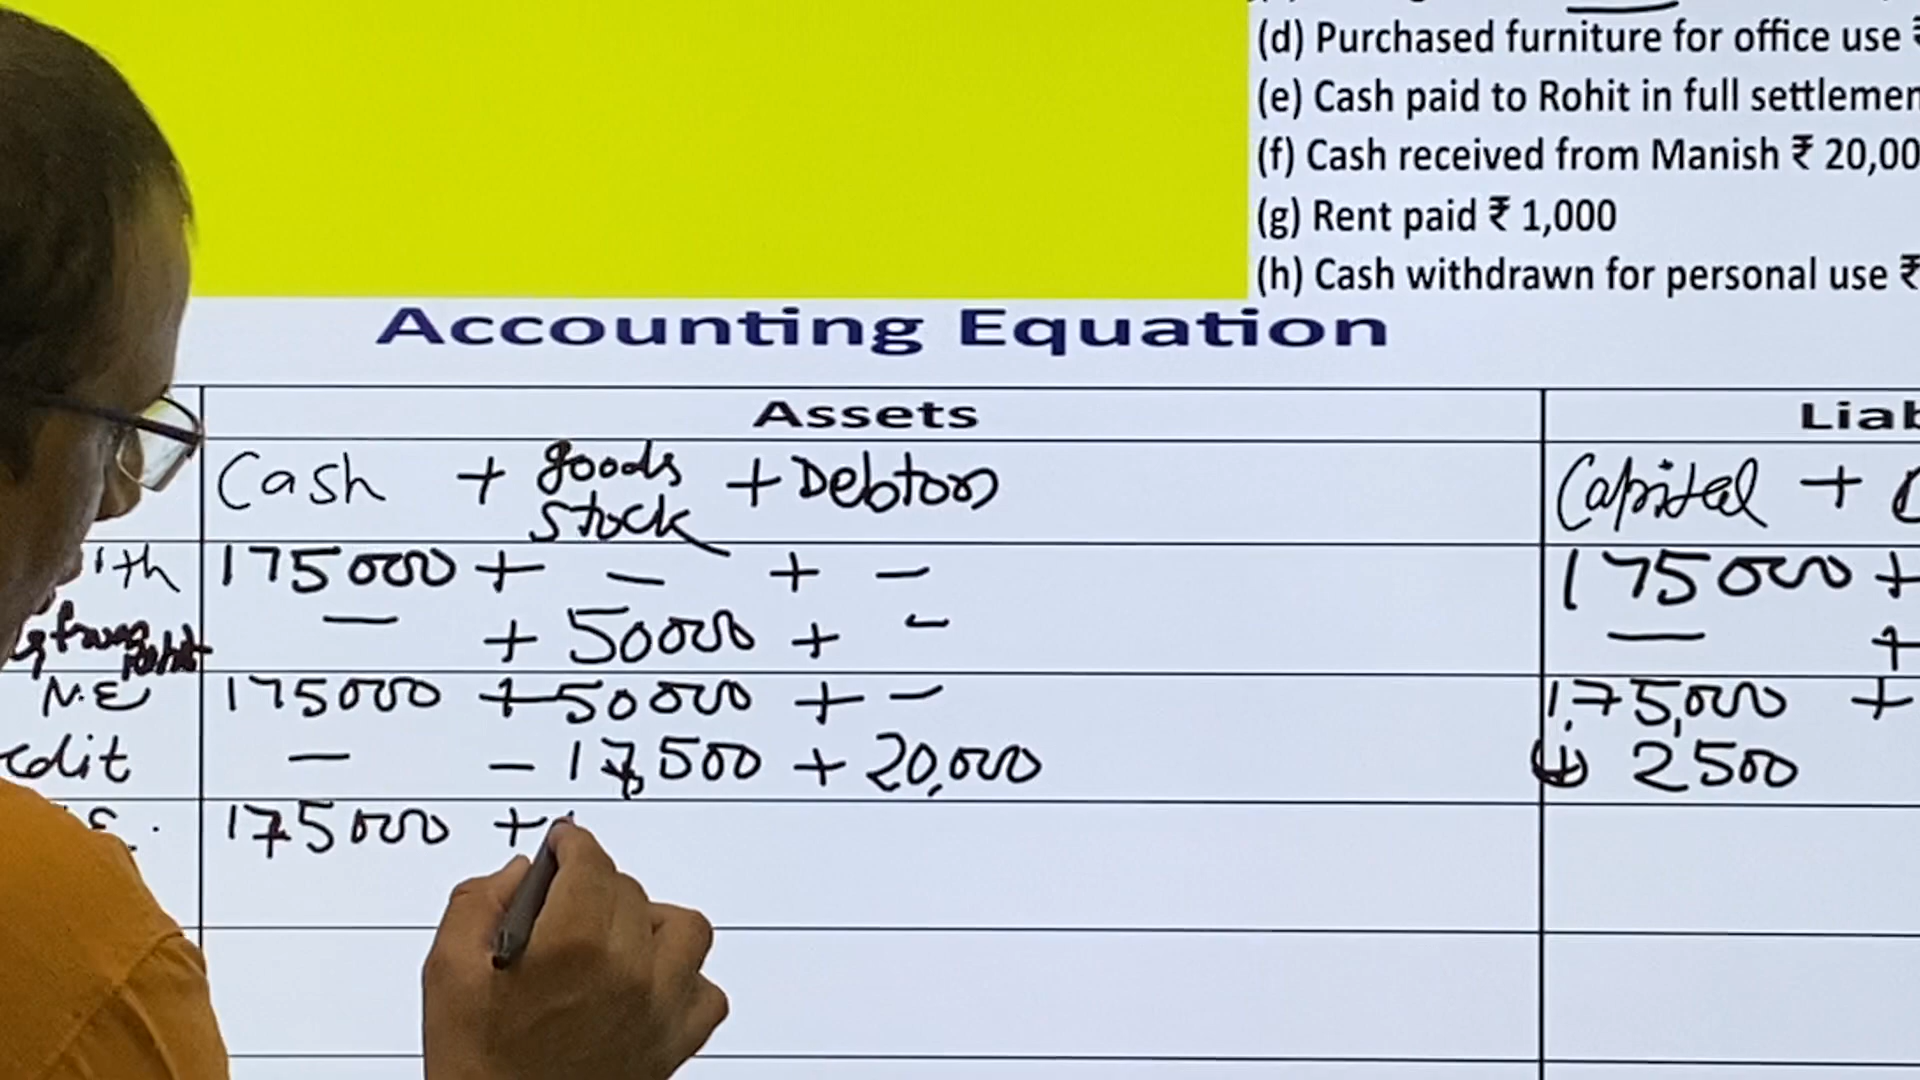 (d) Purchased furniture for office use ₹
(e) Cash paid to Rohit in full settlemen
(f) Cash received from Manish ₹ 20,00
(g) Rent paid ₹ 1,000
(h) Cash withdrawn for personal use ₹
Accounting Equation
Assets Liab
Cash + goods stock + Debtors Capital +
ith 175000 + — + — 175000 +
— + 50000 + — — +
N.E 175000 + 50000 + — 1,75,000 +
edit — - 17,500 + 20,000 + 2500
E. 175000 +